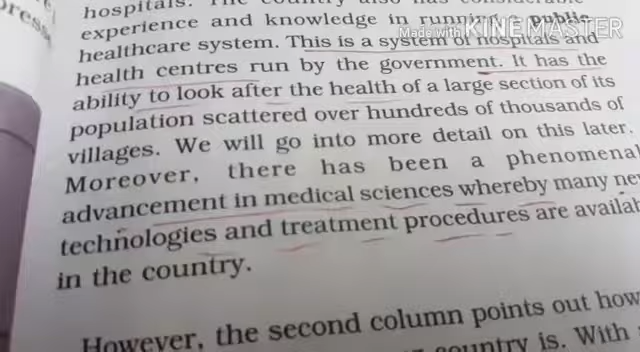 press
hospitals. The country also has considerable
experience and knowledge in running a public
Made with KINEMASTER
healthcare system. This is a system of hospitals and
health centres run by the government. It has the
ability to look after the health of a large section of its
population scattered over hundreds of thousands of
villages. We will go into more detail on this later.
Moreover, there has been a phenomenal
advancement in medical sciences whereby many ne
technologies and treatment procedures are availab
in the country.
However, the second column points out how
country is. With